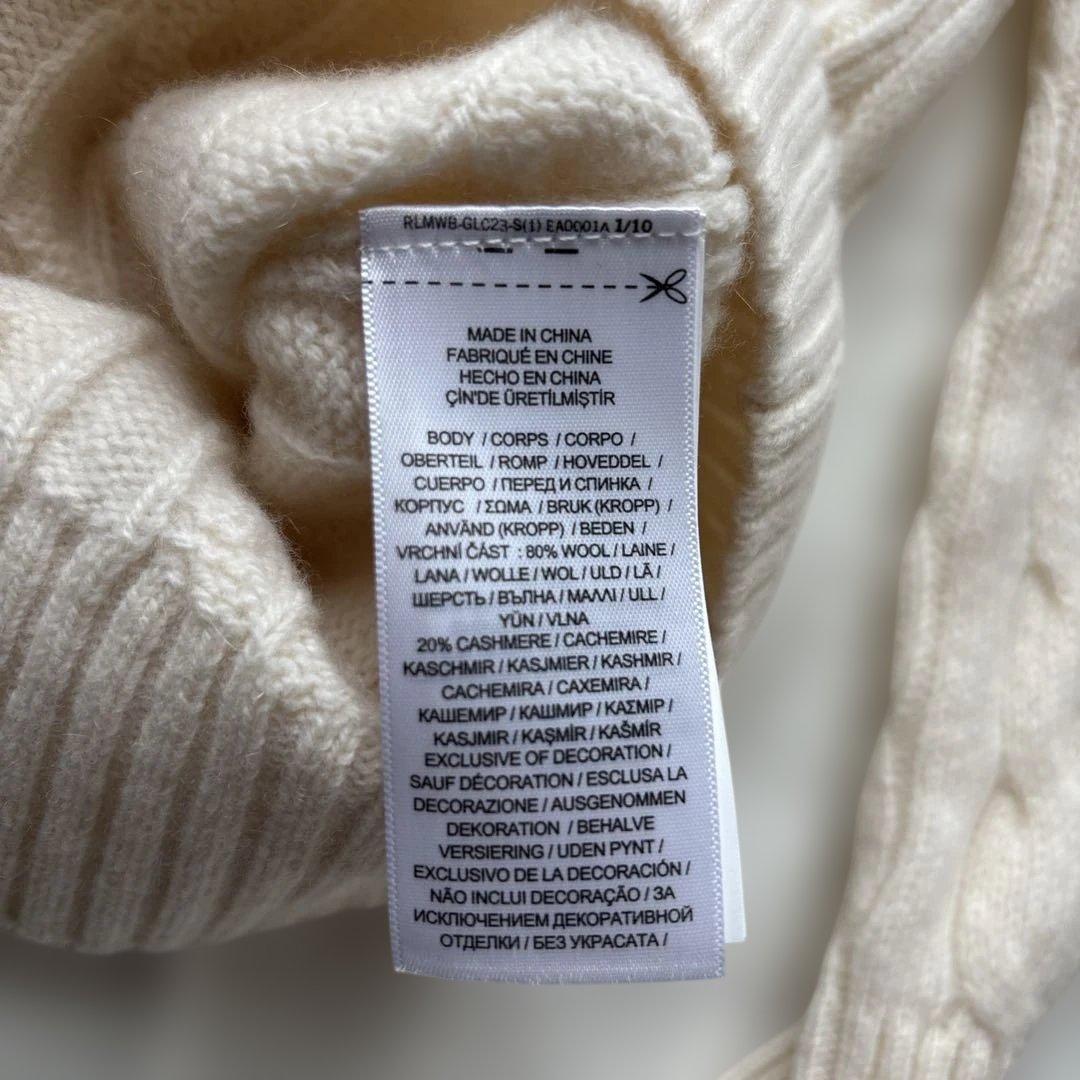 RLMWB-GLC23-S(1) EA0001A 1/10
MADE IN CHINA
FABRIQUÉ EN CHINE
HECHO EN CHINA
ÇİN'DE ÜRETİLMİŞTİR
BODY / CORPS / CORPO /
OBERTEIL / ROMP / HOVEDDEL /
CUERPO / ПЕРЕД И СПИНКА /
КОРПУС / ΣΩΜΑ / BRUK (KROPP) /
ANVÄND (KROPP) / BEDEN /
VRCHNÍ ČÁST : 80% WOOL / LAINE /
LANA / WOLLE / WOL / ULD / LÃ /
ШЕРСТЬ / ВЪЛНА / ΜΑΛΛΙ / ULL /
YÜN / VLNA
20% CASHMERE / CACHEMIRE /
KASCHMIR / KASJMIER / KASHMIR /
CACHEMIRA / CAXEMIRA /
КАШЕМИР / КАШМИР / ΚΑΣΜΙΡ /
KASJMIR / KAŞMİR / KAŠMÍR
EXCLUSIVE OF DECORATION /
SAUF DÉCORATION / ESCLUSA LA
DECORAZIONE / AUSGENOMMEN
DEKORATION / BEHALVE
VERSIERING / UDEN PYNT /
EXCLUSIVO DE LA DECORACIÓN /
NÃO INCLUI DECORAÇÃO / ЗА
ИСКЛЮЧЕНИЕМ ДЕКОРАТИВНОЙ
ОТДЕЛКИ / БЕЗ УКРАСАТА /